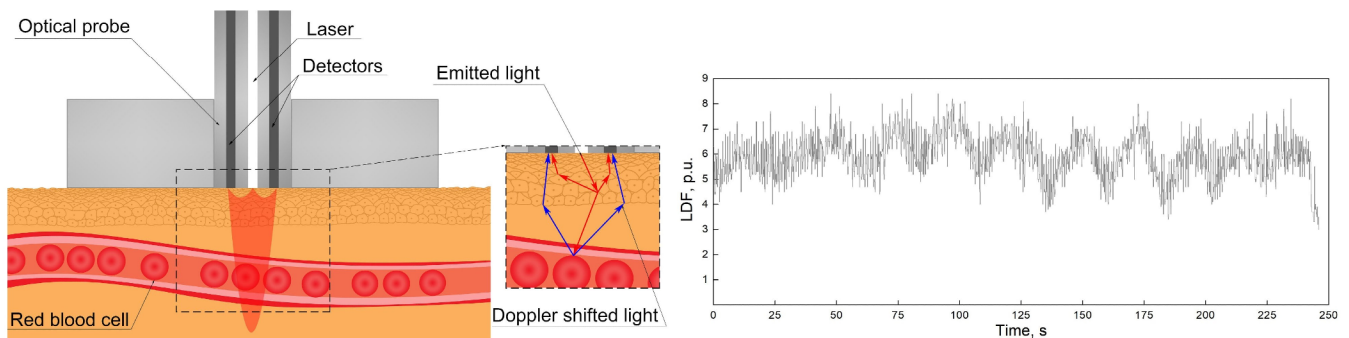 Optical probe
Laser
Detectors
Emitted light
Red blood cell
Doppler shifted light
LDF, p.u.
9
8
7
6
5
4
3
2
1
0 25 50 75 100 125 150 175 200 225 250
Time, s